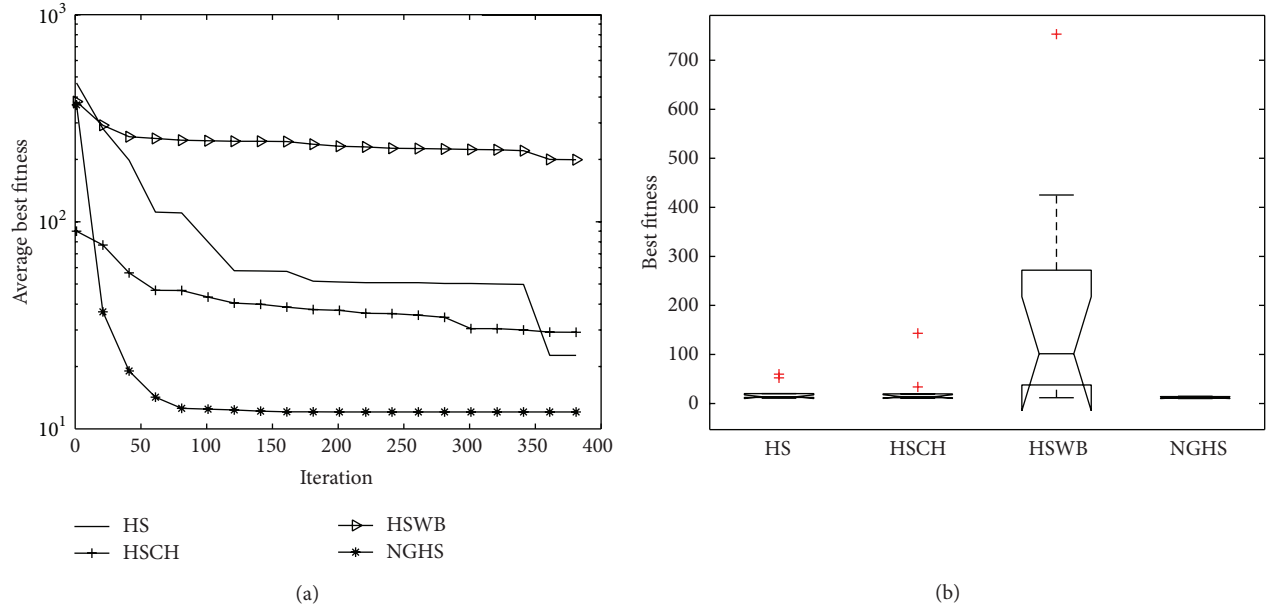 10^3
10^2
10^1
Average best fitness
0 50 100 150 200 250 300 350 400
Iteration
HS
HSCH
HSWB
NGHS
(a)
700
600
500
400
300
200
100
0
Best fitness
HS HSCH HSWB NGHS
(b)